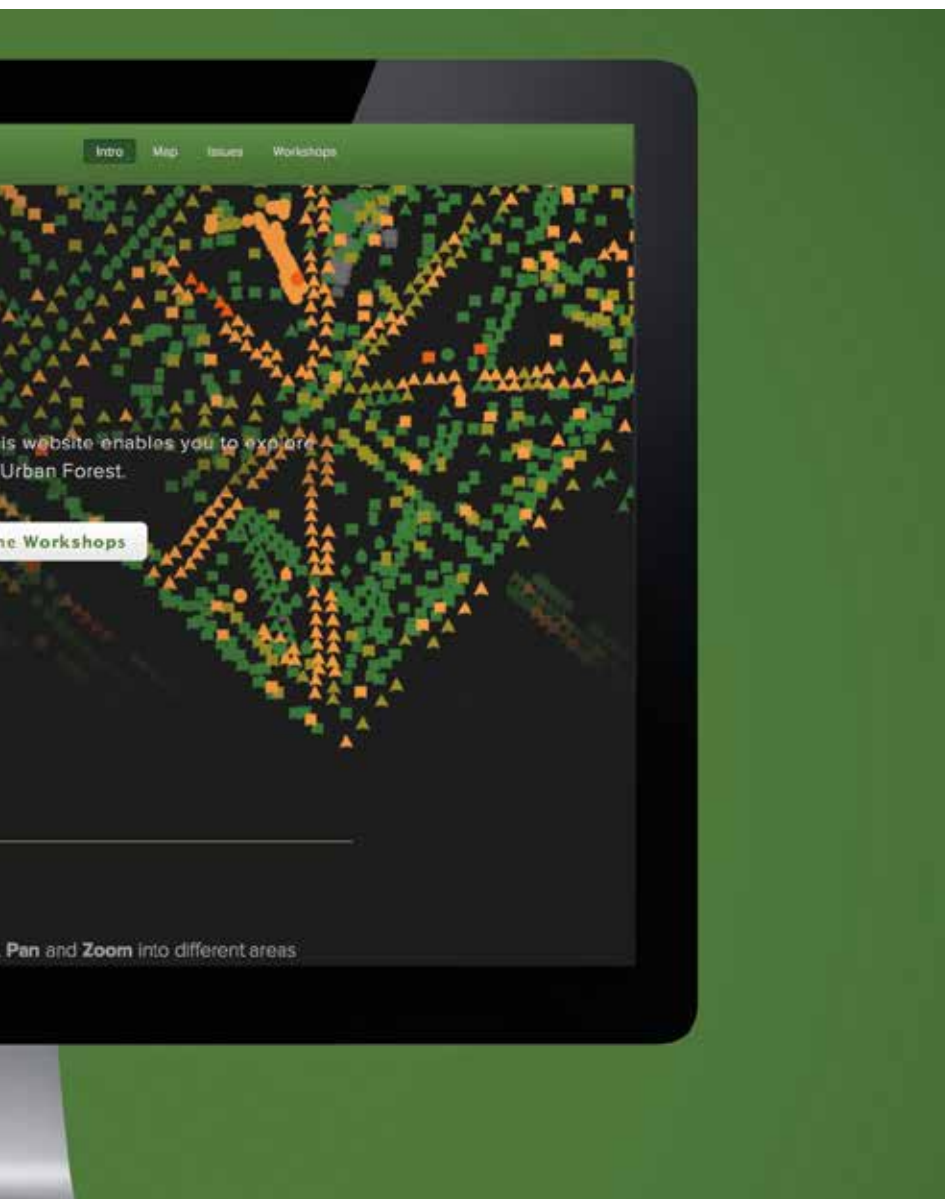 Intro Map Issues Workshops
is website enables you to explore
Urban Forest.
ne Workshops
Pan and Zoom into different areas